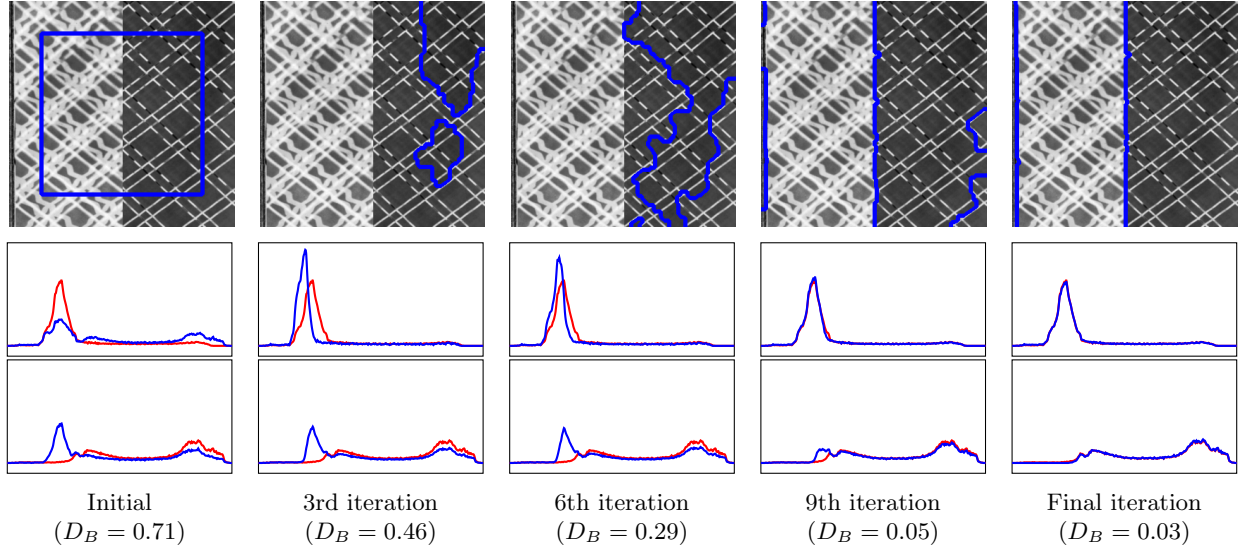 Initial
(D_B = 0.71)
3rd iteration
(D_B = 0.46)
6th iteration
(D_B = 0.29)
9th iteration
(D_B = 0.05)
Final iteration
(D_B = 0.03)